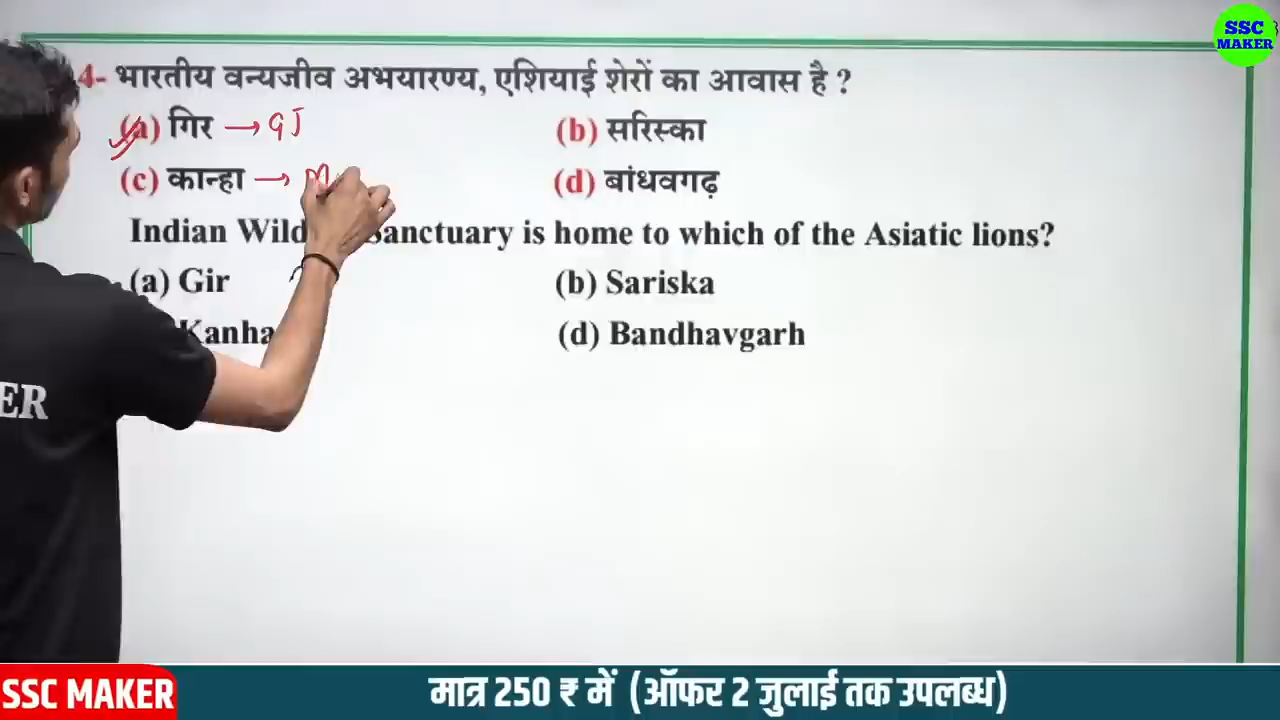 SSC
MAKER
4- भारतीय वन्यजीव अभयारण्य, एशियाई शेरों का आवास है ?
(a) गिर → GJ (b) सरिस्का
(c) कान्हा → M (d) बांधवगढ़
Indian Wild Sanctuary is home to which of the Asiatic lions?
(a) Gir (b) Sariska
Kanha (d) Bandhavgarh
ER
SSC MAKER मात्र 250 ₹ में (ऑफर 2 जुलाई तक उपलब्ध)